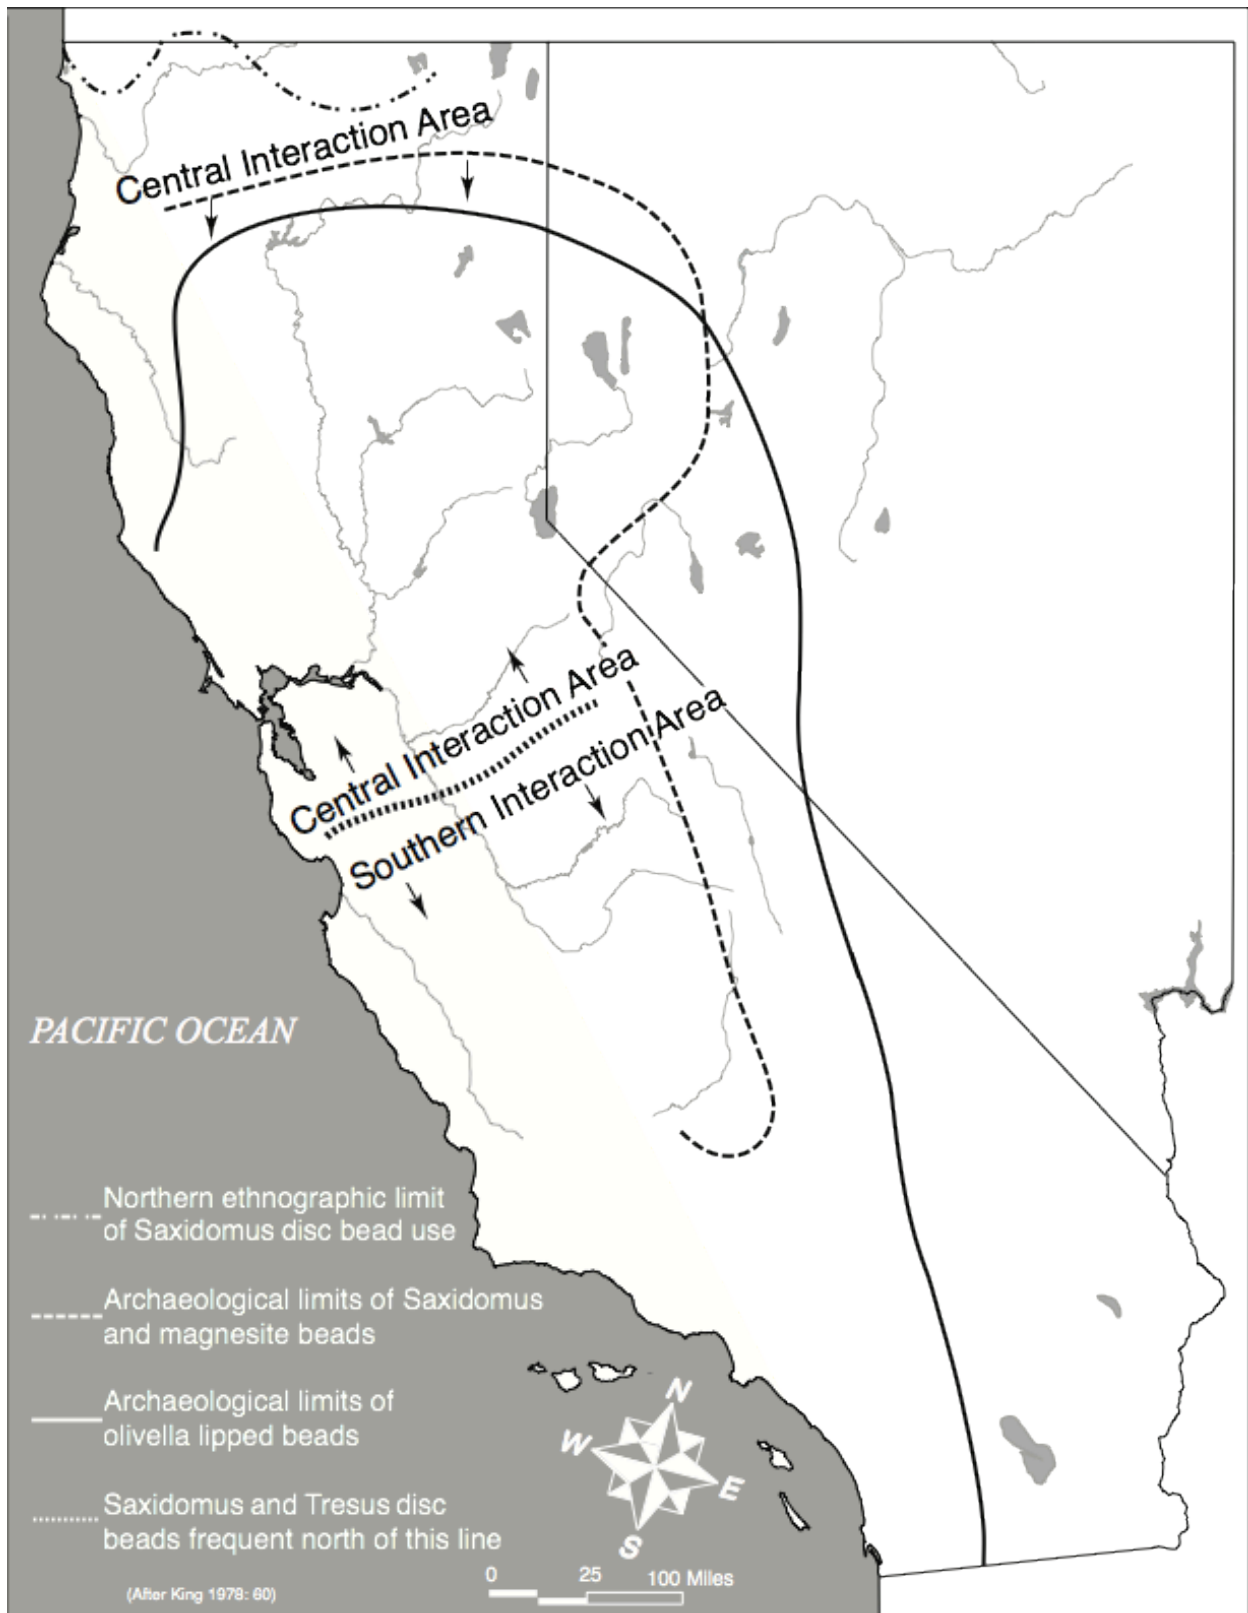 Central Interaction Area
Central Interaction Area
Southern Interaction Area
PACIFIC OCEAN
Northern ethnographic limit
of Saxidomus disc bead use
Archaeological limits of Saxidomus
and magnesite beads
Archaeological limits of
olivella lipped beads
Saxidomus and Tresus disc
beads frequent north of this line
(After King 1978: 60)
N
W
E
S
0 25 100 Miles